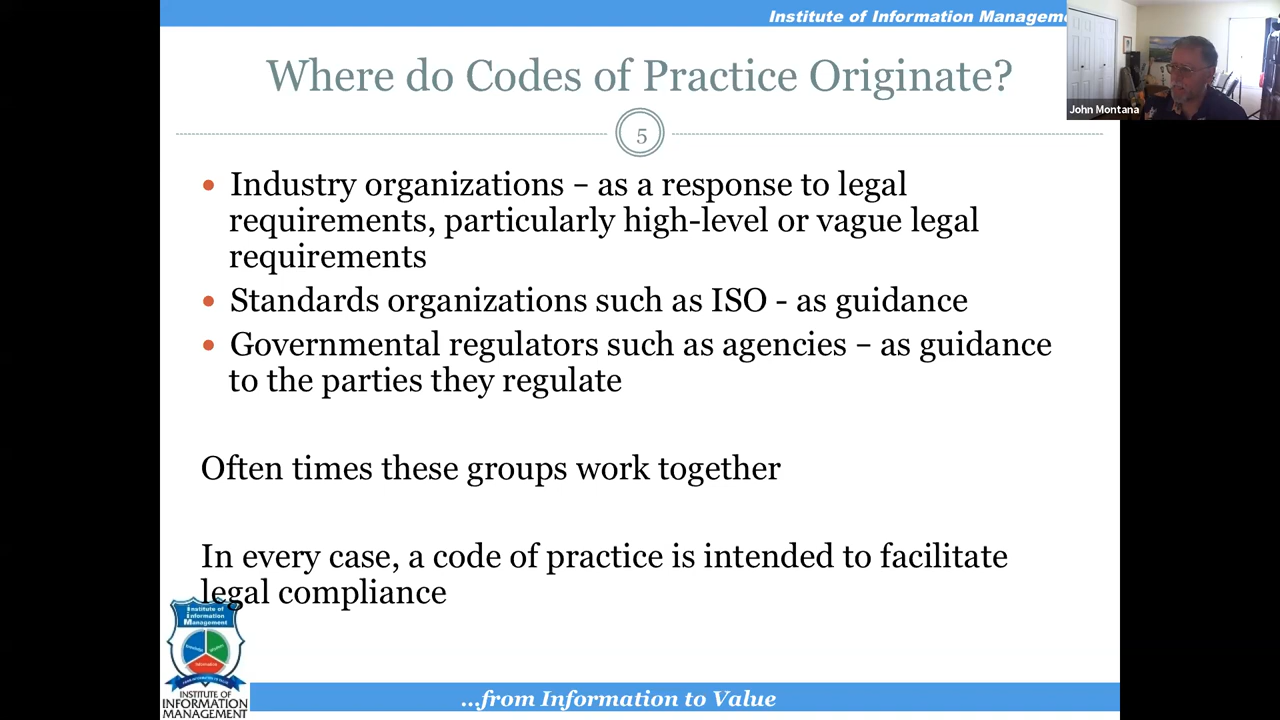 Institute of Information Managem
Where do Codes of Practice Originate?
John Montana
5
• Industry organizations – as a response to legal
requirements, particularly high-level or vague legal
requirements
• Standards organizations such as ISO - as guidance
• Governmental regulators such as agencies – as guidance
to the parties they regulate
Often times these groups work together
In every case, a code of practice is intended to facilitate
legal compliance
Institute of
Information
Management
Knowledge
Information
INSTITUTE OF
INFORMATION
MANAGEMENT
...from Information to Value